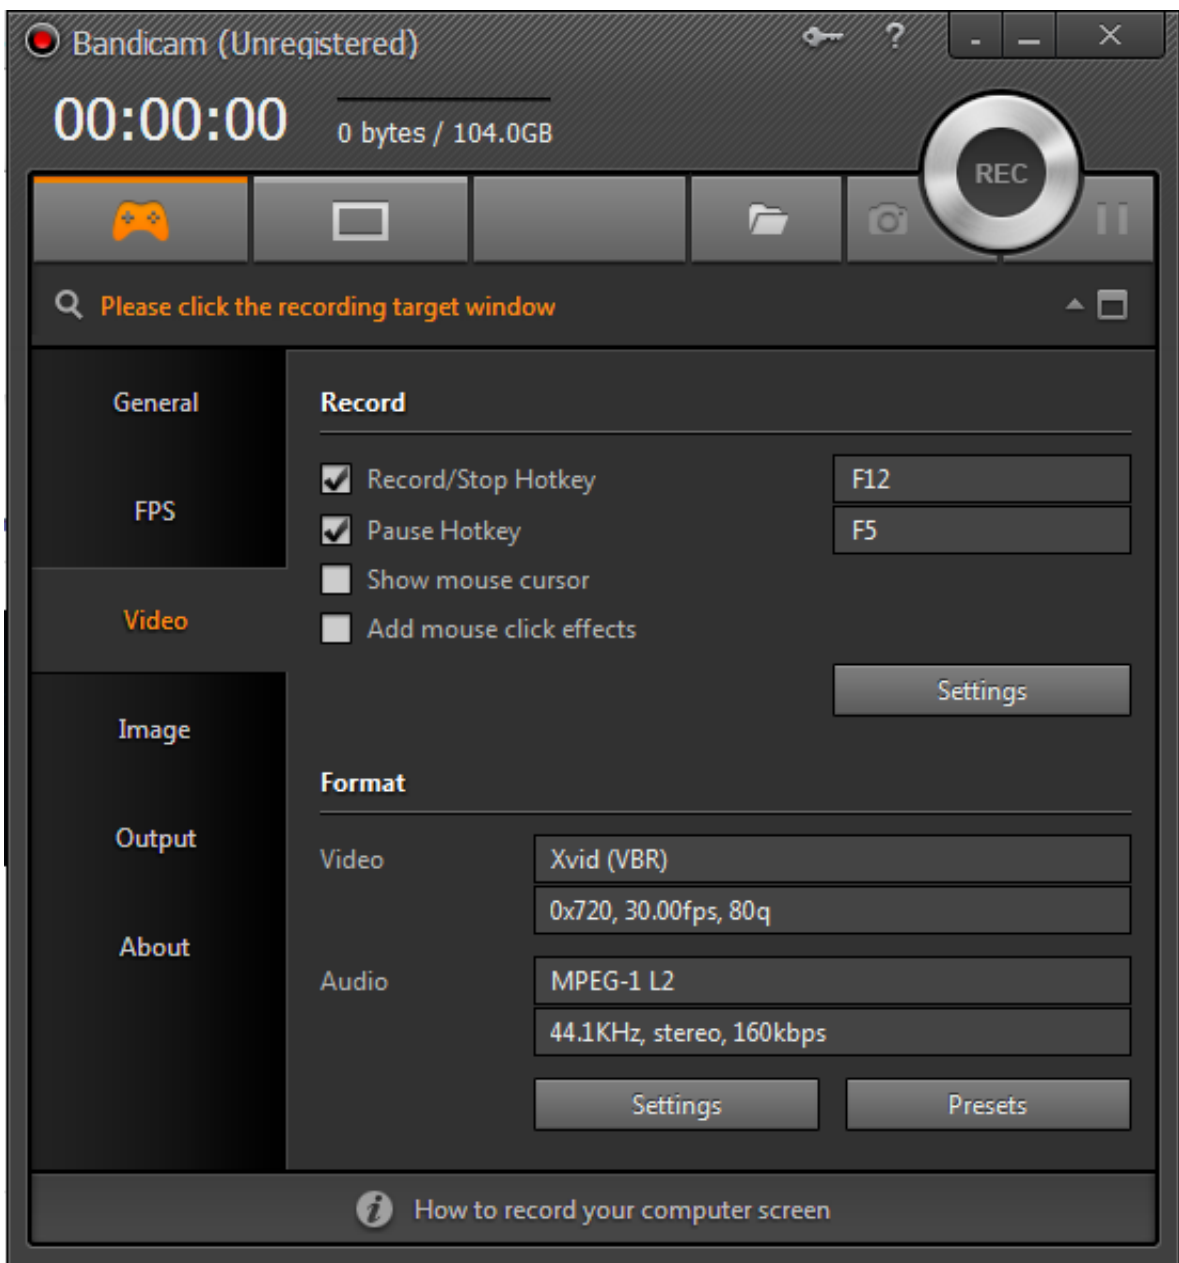 Bandicam (Unregistered) ?
00:00:00 0 bytes / 104.0GB
REC
Please click the recording target window
General
FPS
Video
Image
Output
About
Record
Record/Stop Hotkey F12
Pause Hotkey F5
Show mouse cursor
Add mouse click effects
Settings
Format
Video Xvid (VBR)
0x720, 30.00fps, 80q
Audio MPEG-1 L2
44.1KHz, stereo, 160kbps
Settings Presets
i How to record your computer screen